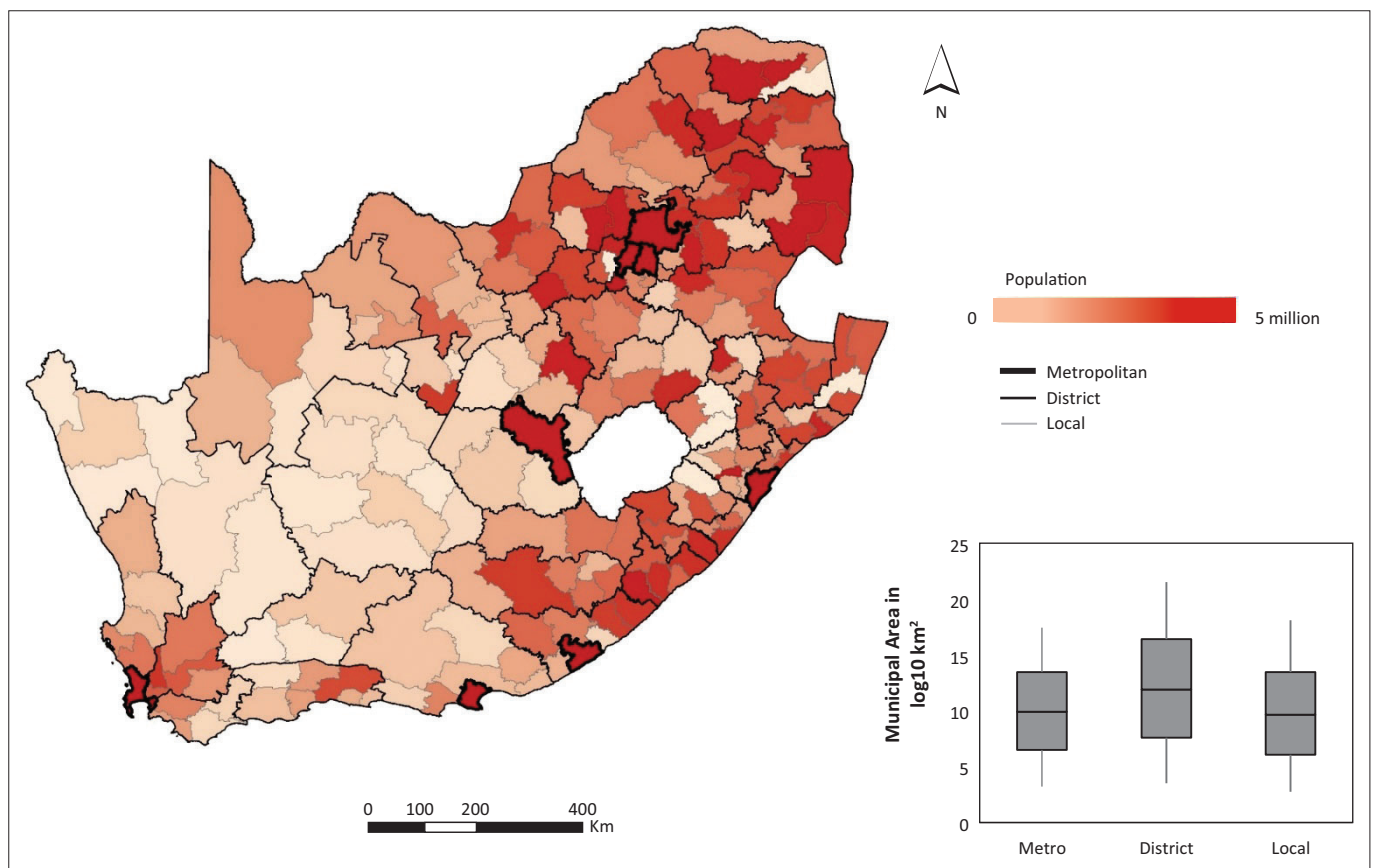 N
Population
0 5 million
Metropolitan
District
Local
0 100 200 400
Km
Municipal Area in
log10 km²
25
20
15
10
5
0
Metro District Local